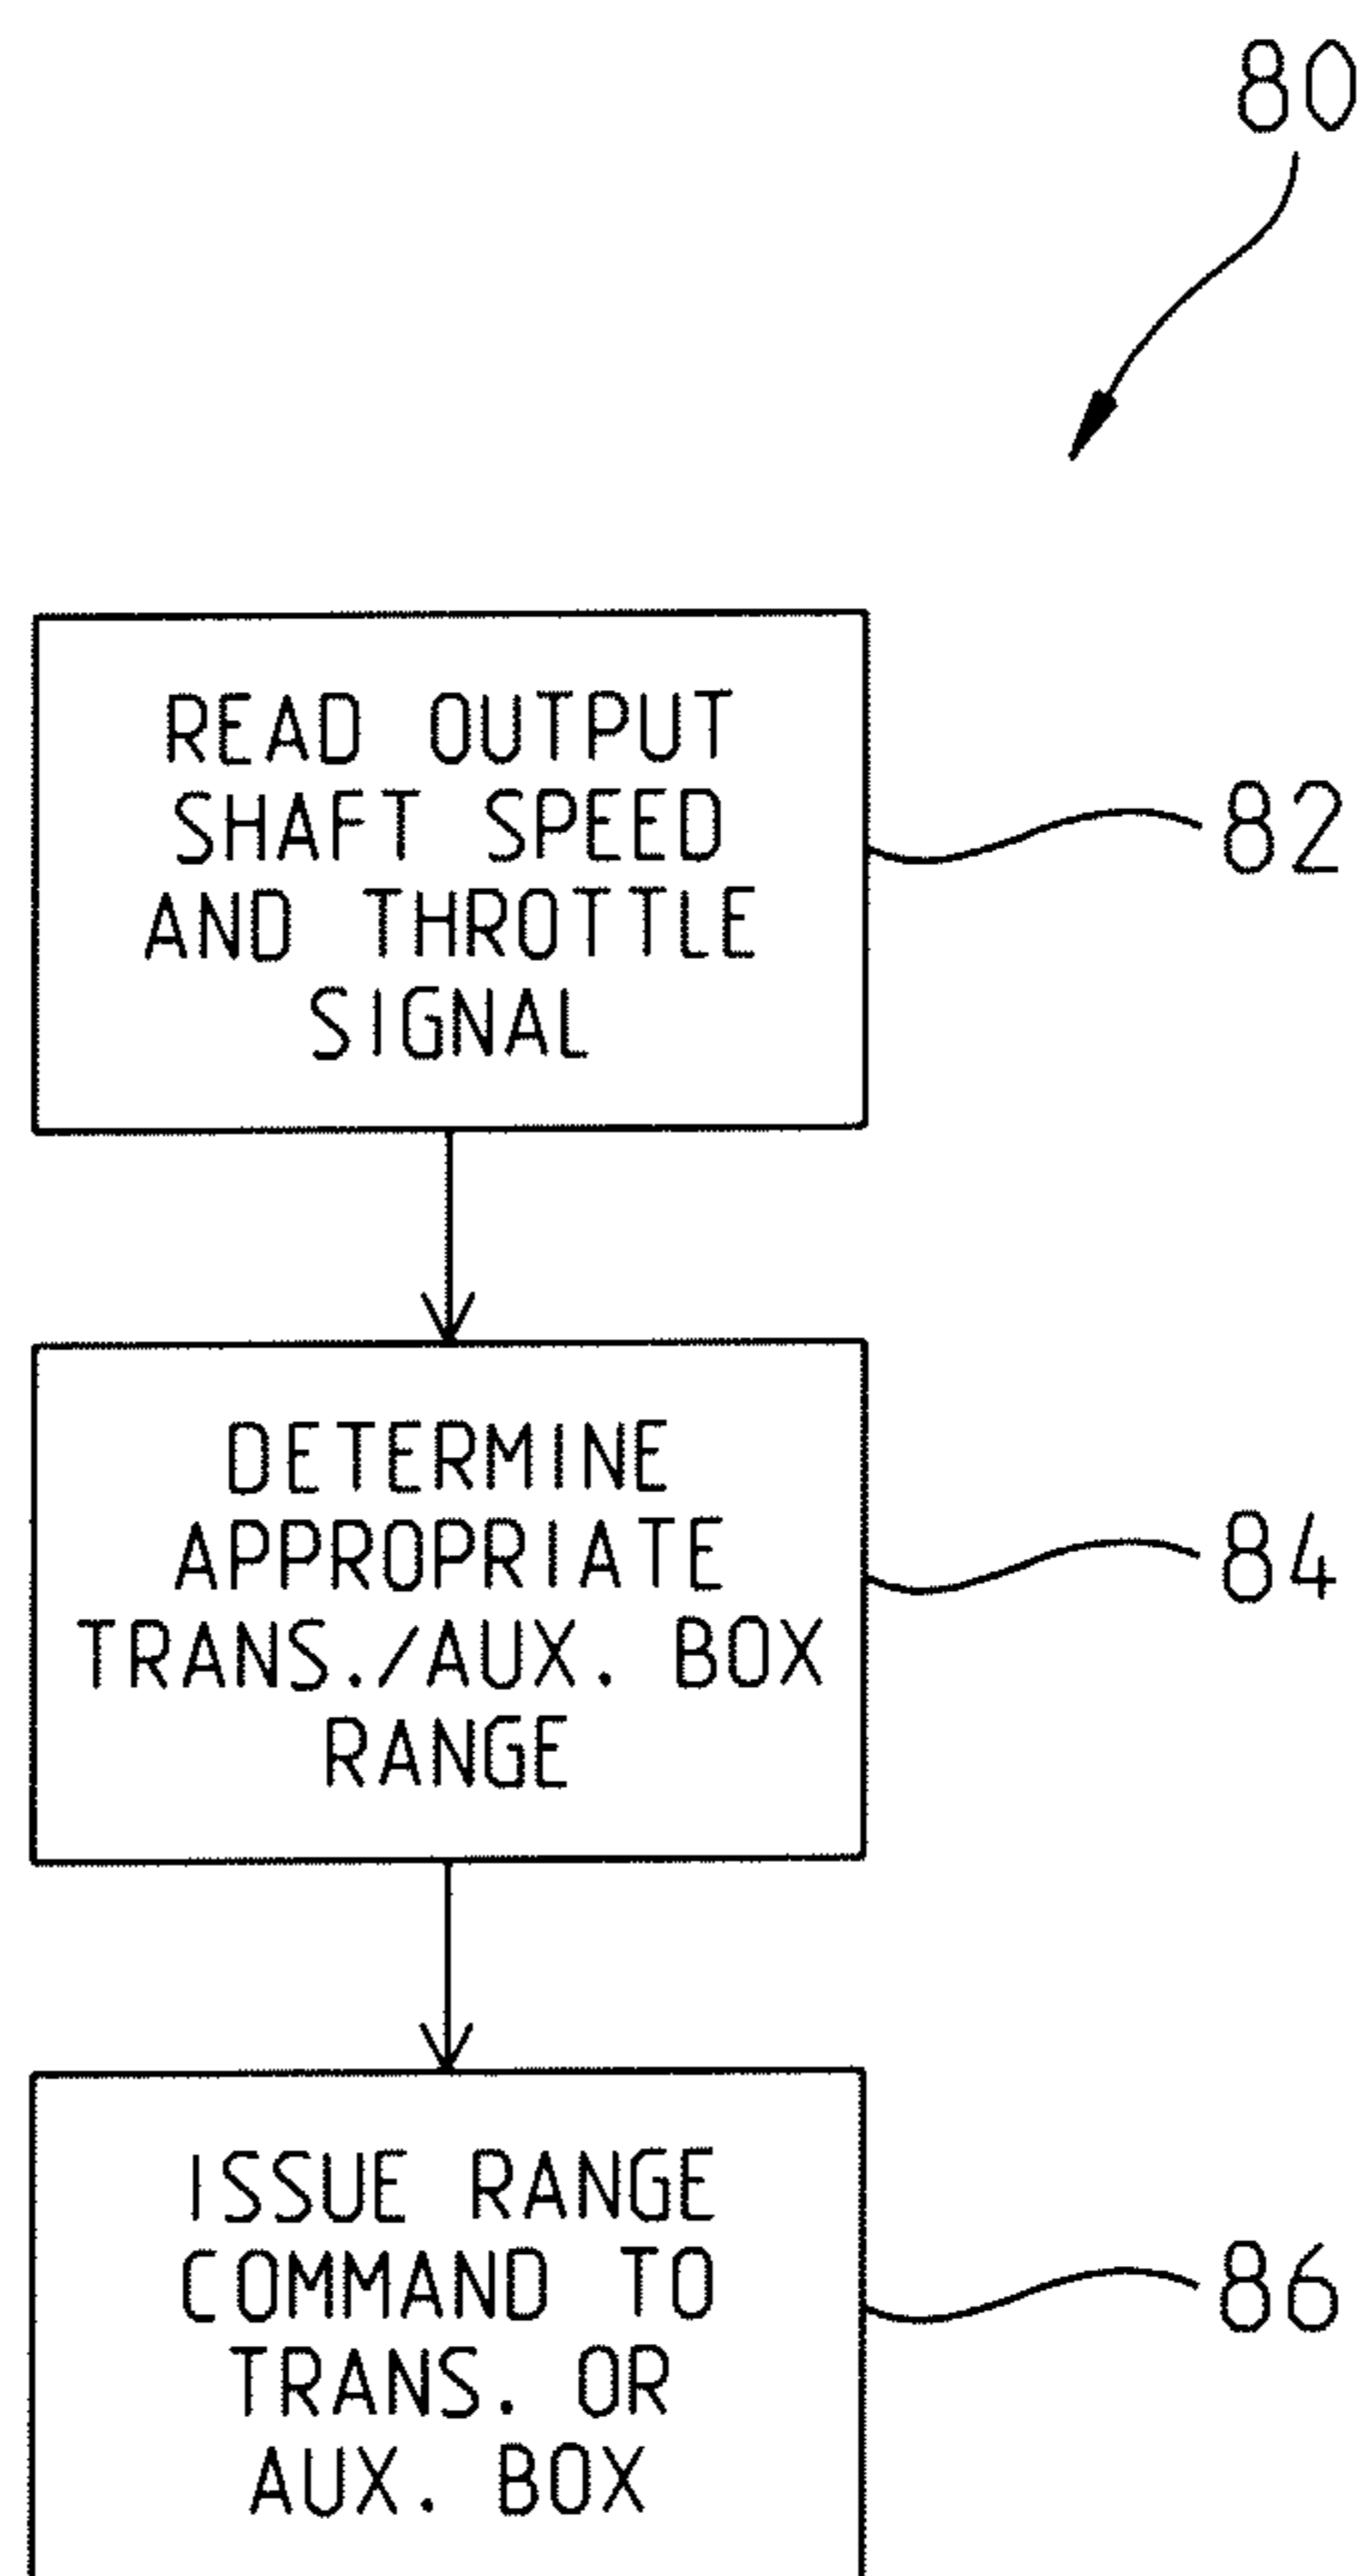 80
READ OUTPUT
SHAFT SPEED
AND THROTTLE
SIGNAL
82
DETERMINE
APPROPRIATE
TRANS./AUX. BOX
RANGE
84
ISSUE RANGE
COMMAND TO
TRANS. OR
AUX. BOX
86